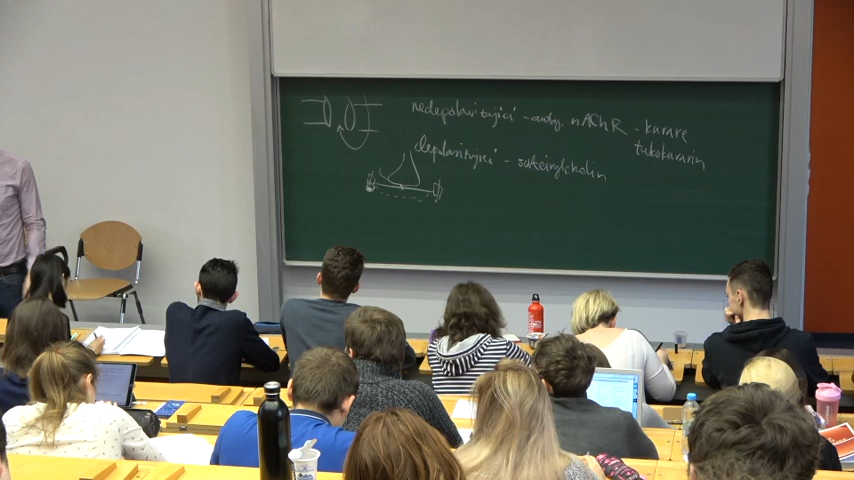 nedepolarizující - antag. nAChR - kurare
tubokurarin
depolarizující - sukcinylcholin